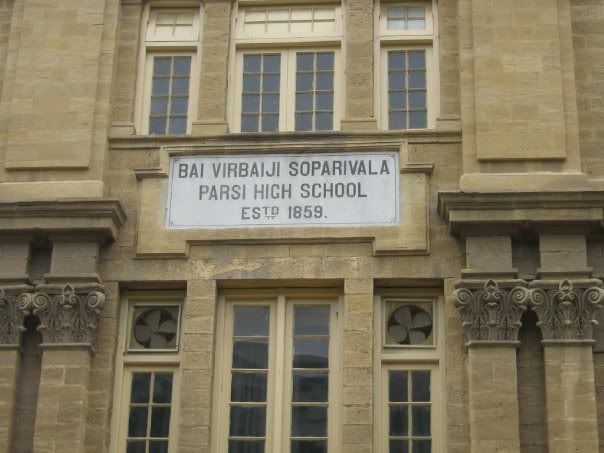 BAI VIRBAIJI SOPARIVALA
PARSI HIGH SCHOOL
ESTD 1859.